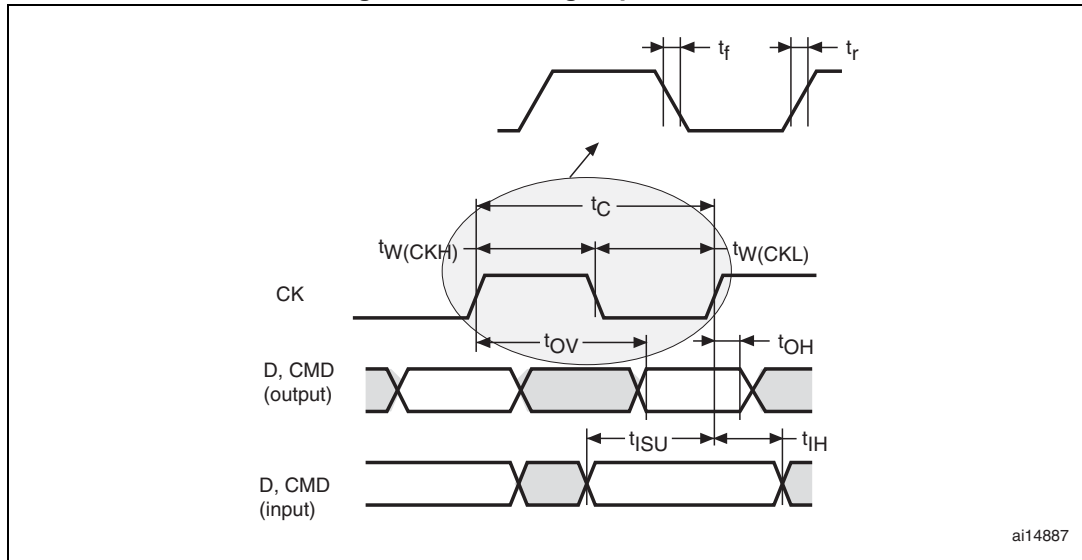 tf
tr
tC
tW(CKH)
tW(CKL)
CK
tOV
tOH
D, CMD
(output)
tISU
tIH
D, CMD
(input)
ai14887